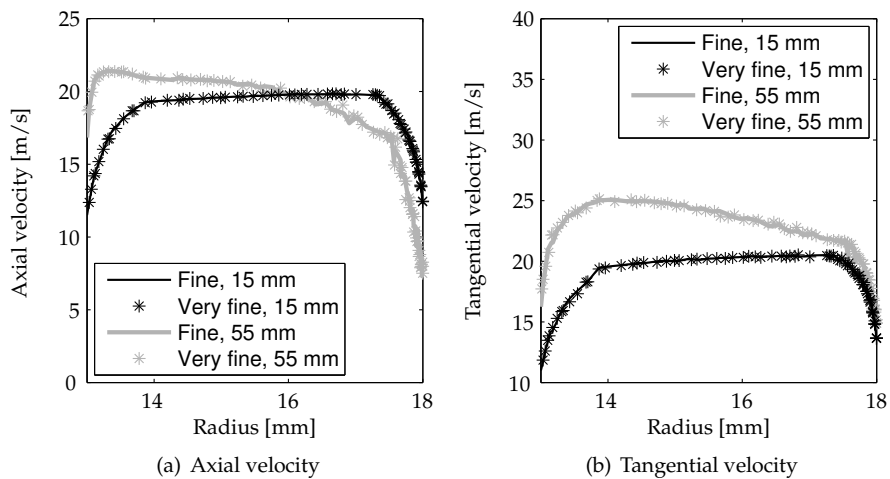 25
20
15
10
5
0
Axial velocity [m/s]
Fine, 15 mm
Very fine, 15 mm
Fine, 55 mm
Very fine, 55 mm
14
16
18
Radius [mm]
(a) Axial velocity
40
35
30
25
20
15
10
Tangential velocity [m/s]
Fine, 15 mm
Very fine, 15 mm
Fine, 55 mm
Very fine, 55 mm
14
16
18
Radius [mm]
(b) Tangential velocity